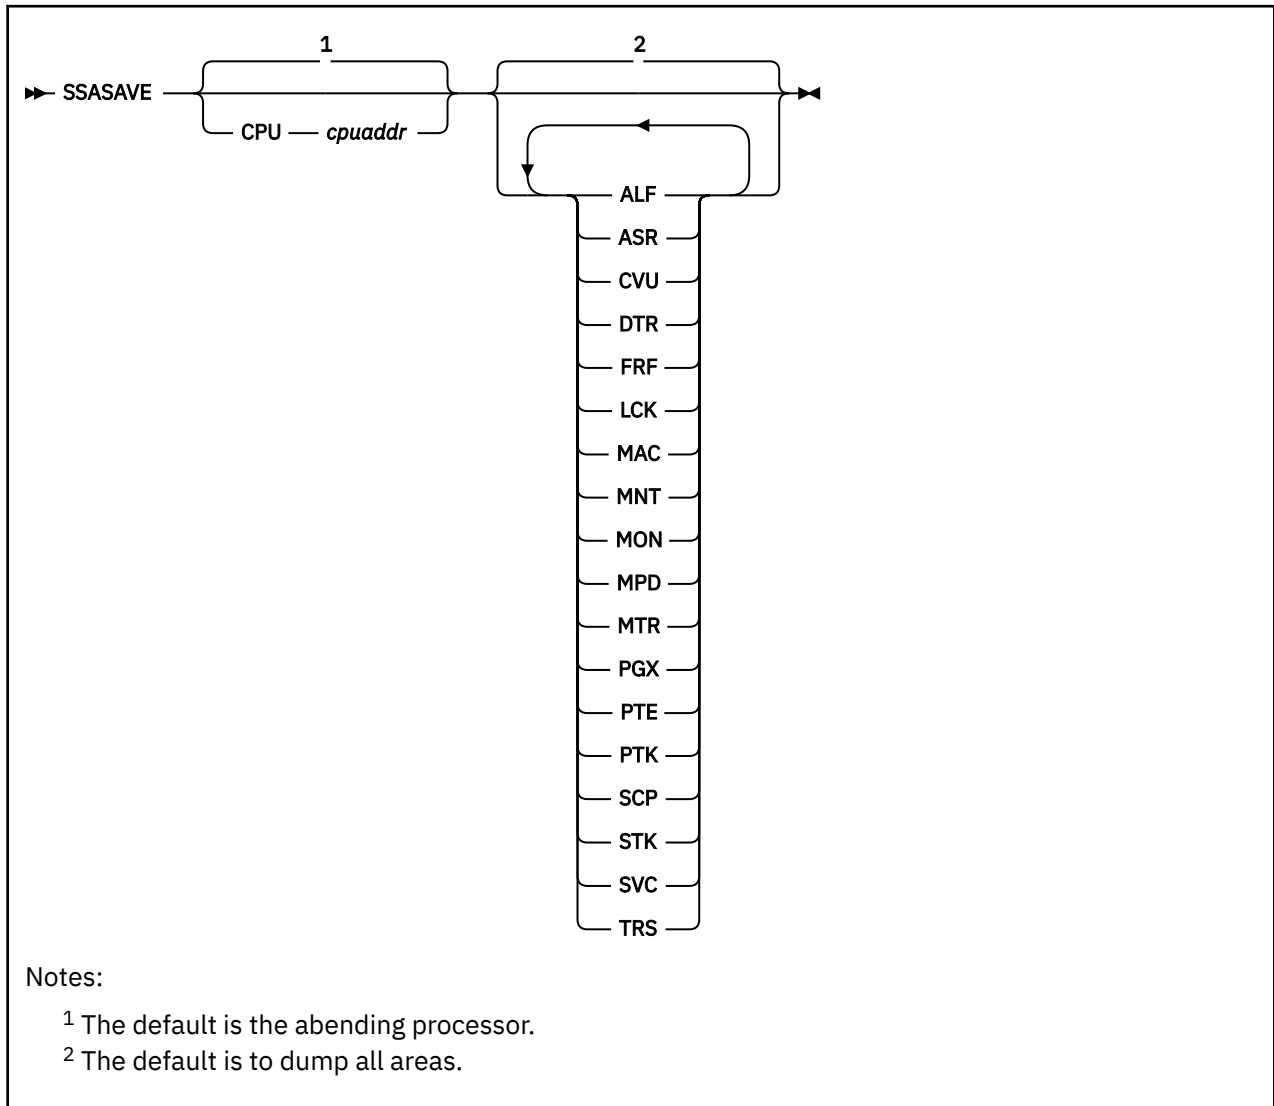 1 2
SSASAVE
CPU cpuaddr
ALF
ASR
CVU
DTR
FRF
LCK
MAC
MNT
MON
MPD
MTR
PGX
PTE
PTK
SCP
STK
SVC
TRS
Notes:
1 The default is the abending processor.
2 The default is to dump all areas.